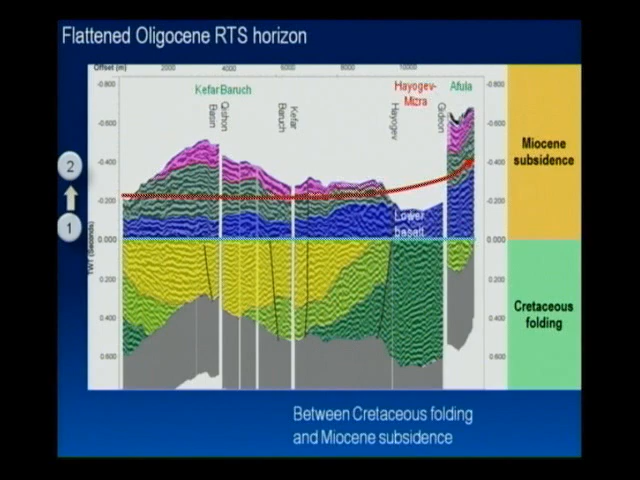 Flattened Oligocene RTS horizon
Offset (m) 2000 4000 6000 8000 10000
Kefar Baruch
Hayogev-
Mizra
Afula
Basin
Qishon
Kefar
Baruch
Hayogev
Gideon
-0.800 -0.800
-0.600 -0.600
-0.400 -0.400
-0.200 -0.200
0.000 0.000
0.200 0.200
0.400 0.400
0.600 0.600
TWT (Seconds)
2
1
Lower
basalt
Miocene
subsidence
Cretaceous
folding
Between Cretaceous folding
and Miocene subsidence